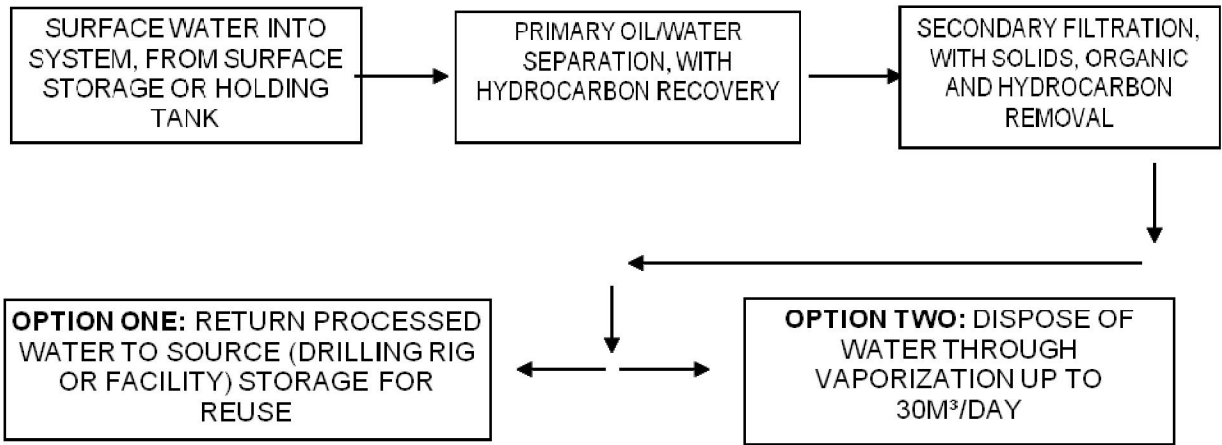 SURFACE WATER INTO
SYSTEM, FROM SURFACE
STORAGE OR HOLDING
TANK
PRIMARY OIL/WATER
SEPARATION, WITH
HYDROCARBON RECOVERY
SECONDARY FILTRATION,
WITH SOLIDS, ORGANIC
AND HYDROCARBON
REMOVAL
OPTION ONE: RETURN PROCESSED
WATER TO SOURCE (DRILLING RIG
OR FACILITY) STORAGE FOR
REUSE
OPTION TWO: DISPOSE OF
WATER THROUGH
VAPORIZATION UP TO
30M³/DAY